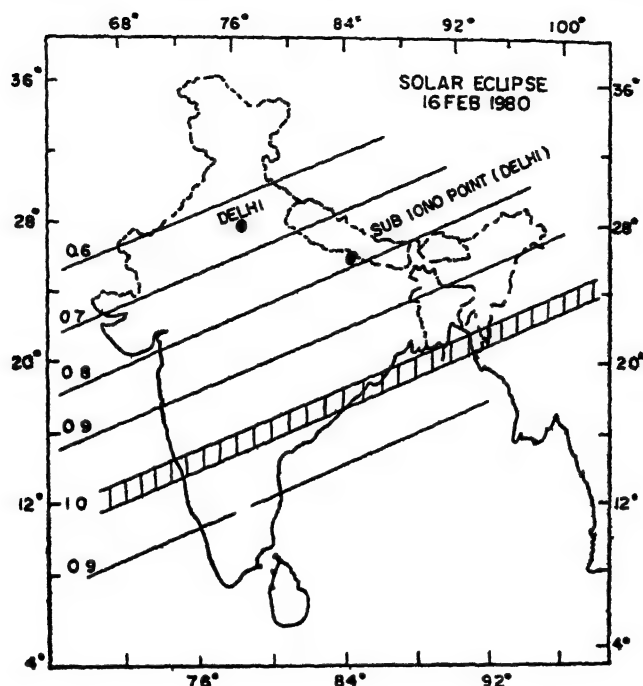 68° 76° 84° 92° 100°
36° 36°
SOLAR ECLIPSE
16 FEB 1980
SUB IONO POINT (DELHI)
DELHI
28° 28°
0.6
0.7
20° 20°
0.8
0.9
12° 12°
1.0
0.9
4° 4°
76° 84° 92°